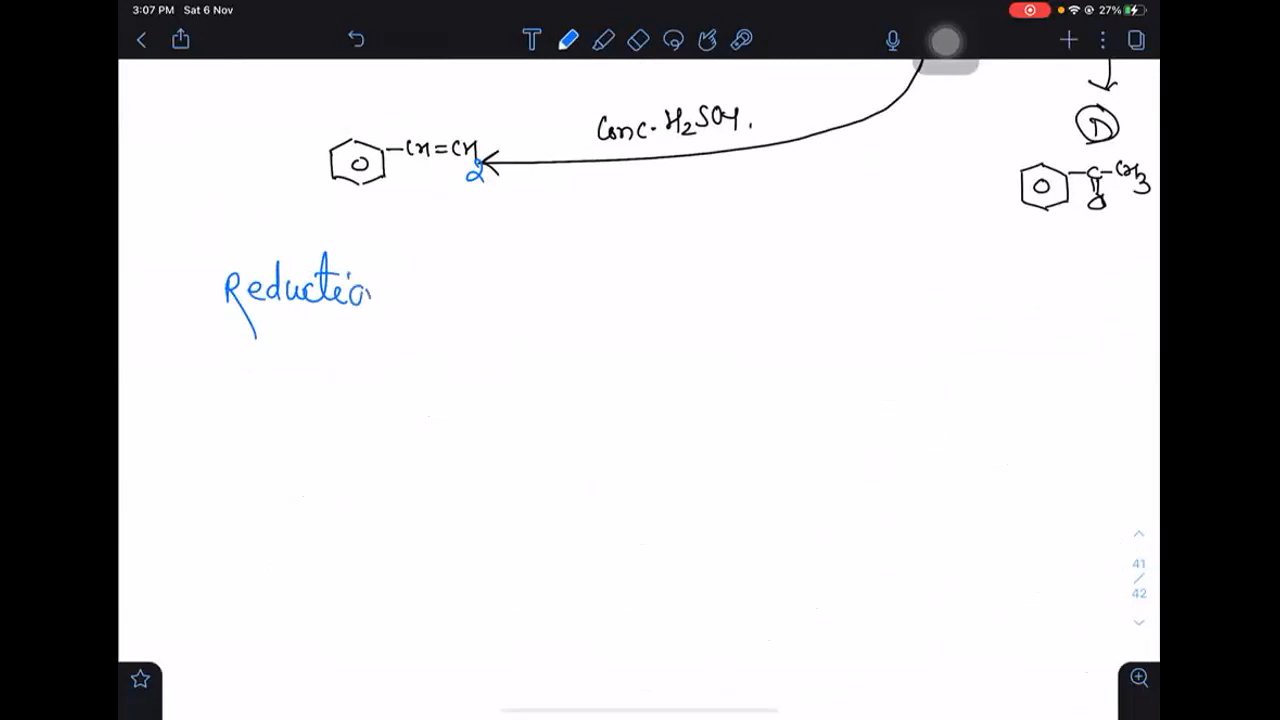 3:07 PM Sat 6 Nov
27%
Conc. H2SO4.
-CH=CH2
D
-C-CH3
O
Reductio
41
/
42